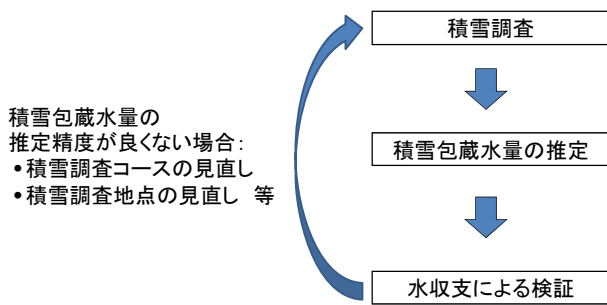 積雪調査
積雪包蔵水量の
推定精度が良くない場合：
•積雪調査コースの見直し
•積雪調査地点の見直し 等
積雪包蔵水量の推定
水収支による検証